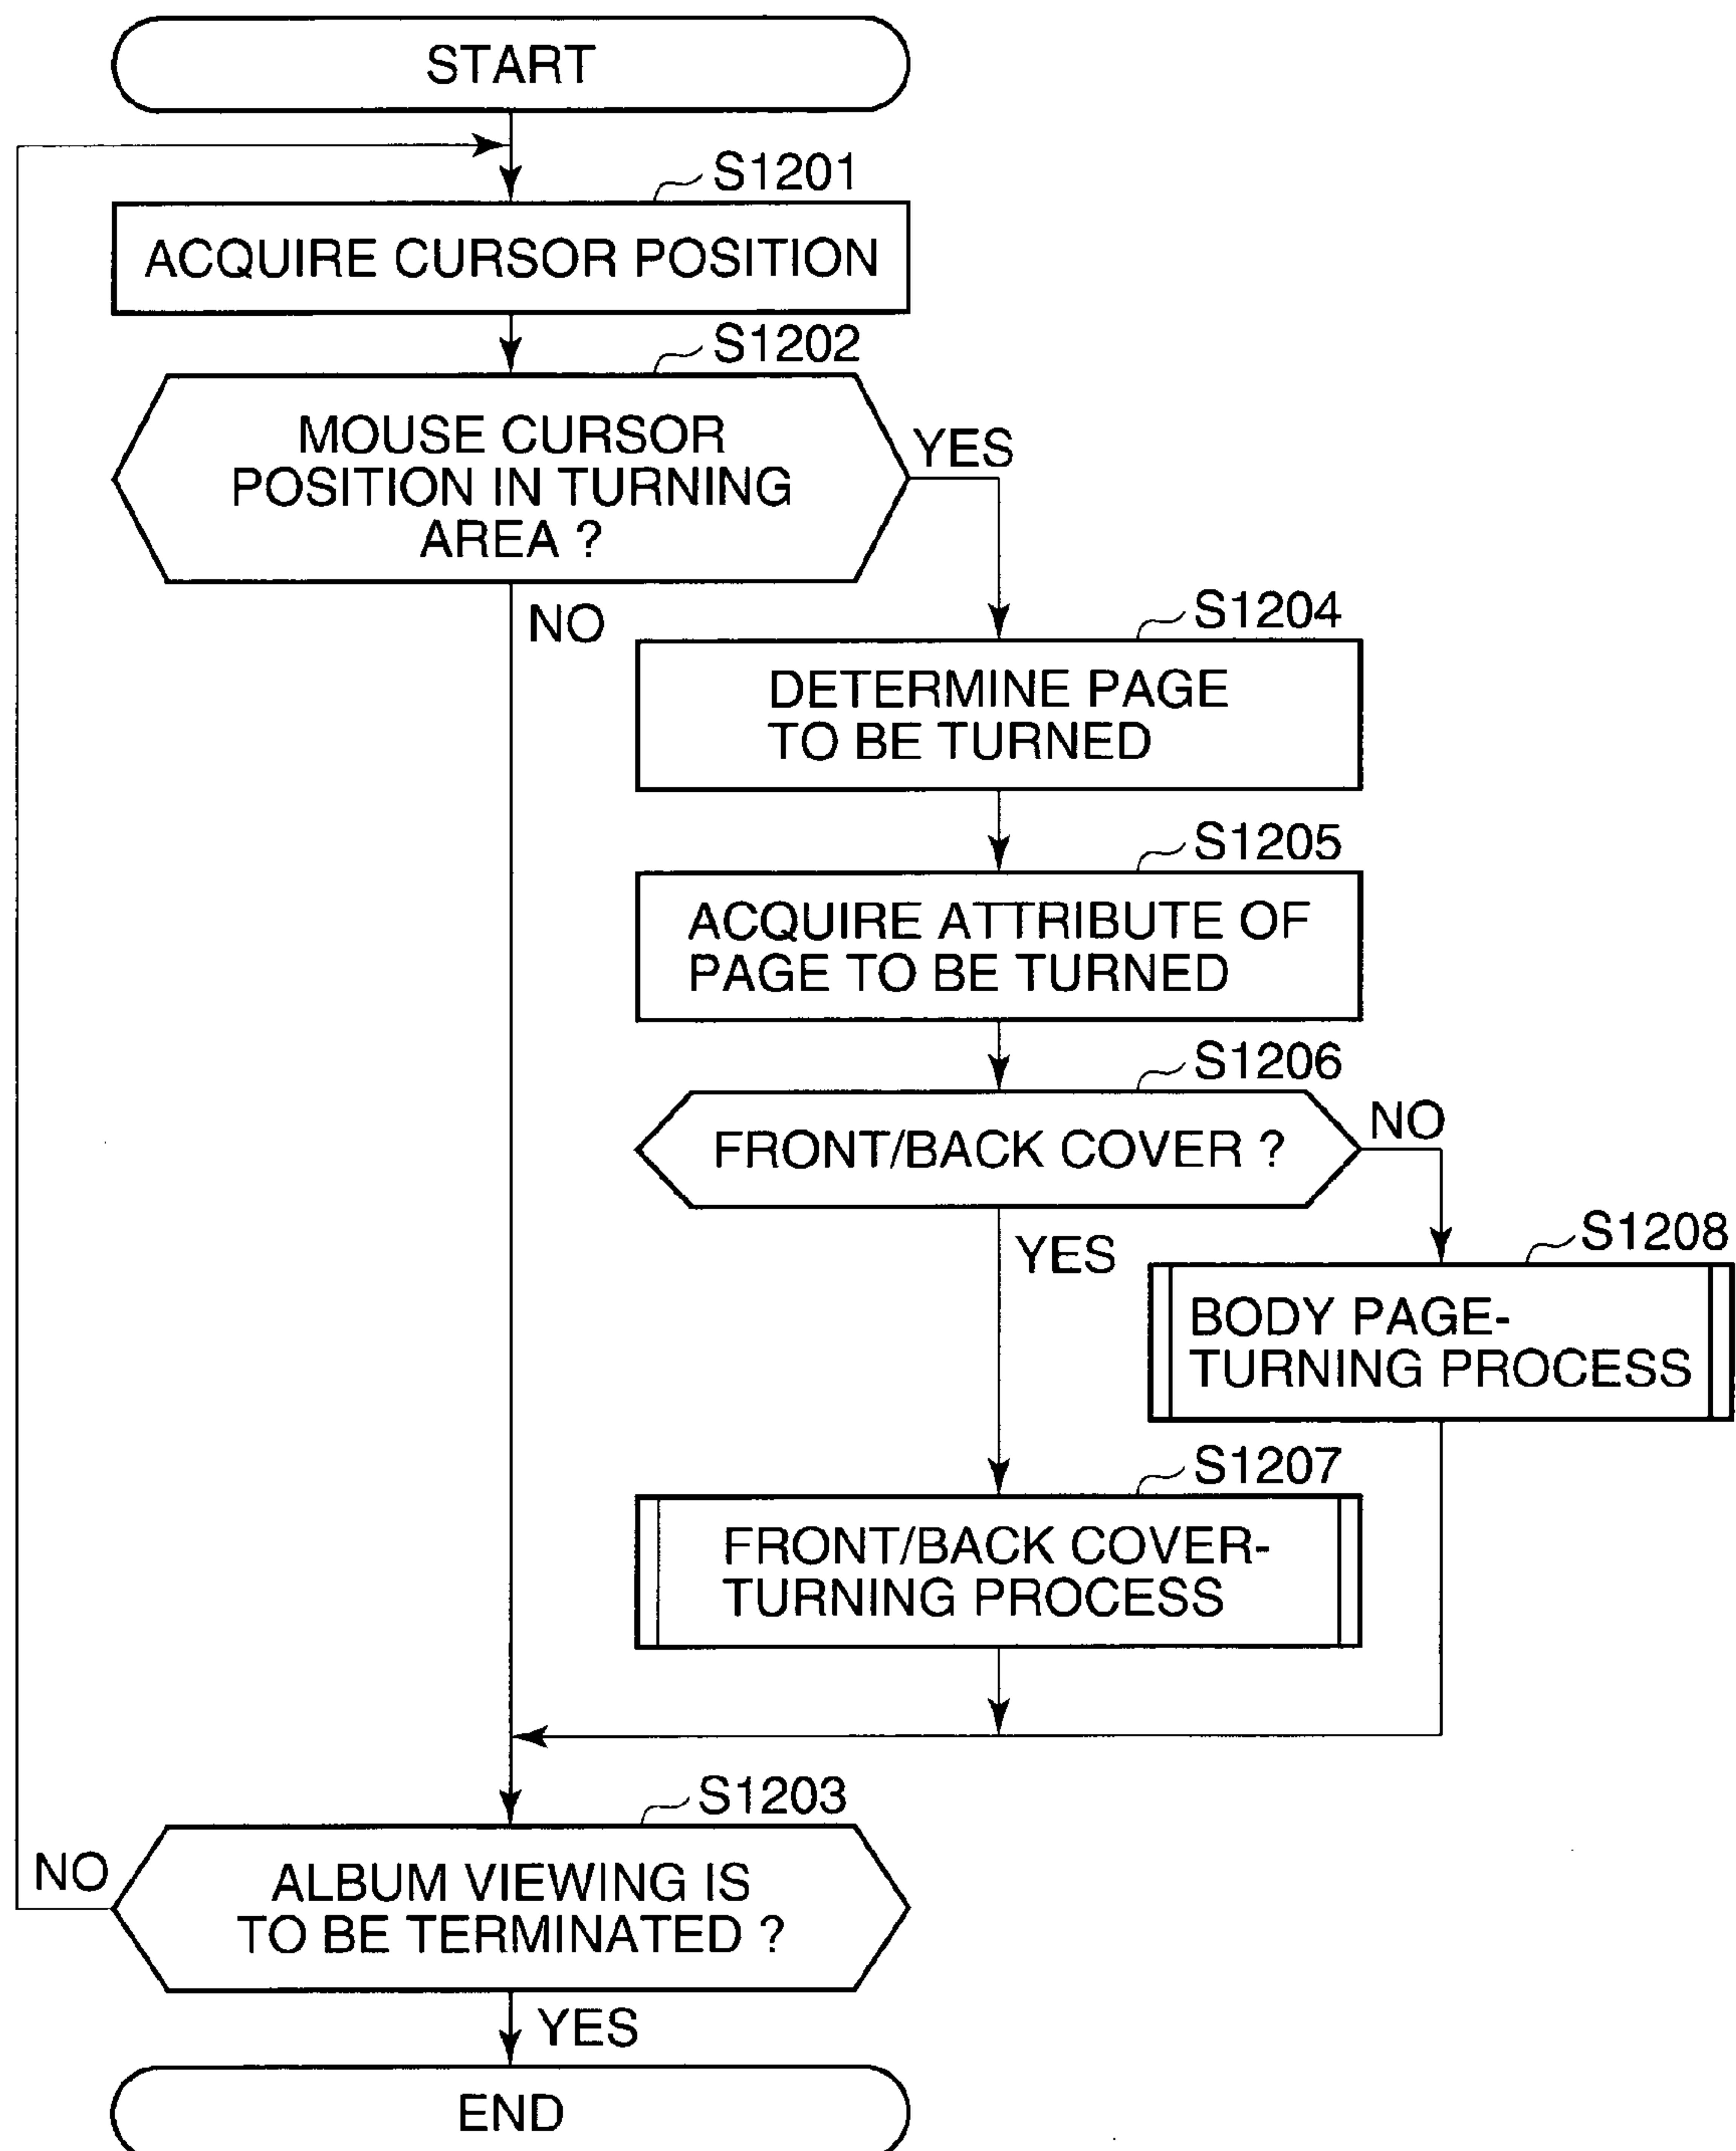 START
S1201
ACQUIRE CURSOR POSITION
S1202
MOUSE CURSOR
POSITION IN TURNING
AREA ?
YES
NO
S1204
DETERMINE PAGE
TO BE TURNED
S1205
ACQUIRE ATTRIBUTE OF
PAGE TO BE TURNED
S1206
FRONT/BACK COVER ?
NO
YES
S1208
BODY PAGE-
TURNING PROCESS
S1207
FRONT/BACK COVER-
TURNING PROCESS
S1203
NO
ALBUM VIEWING IS
TO BE TERMINATED ?
YES
END